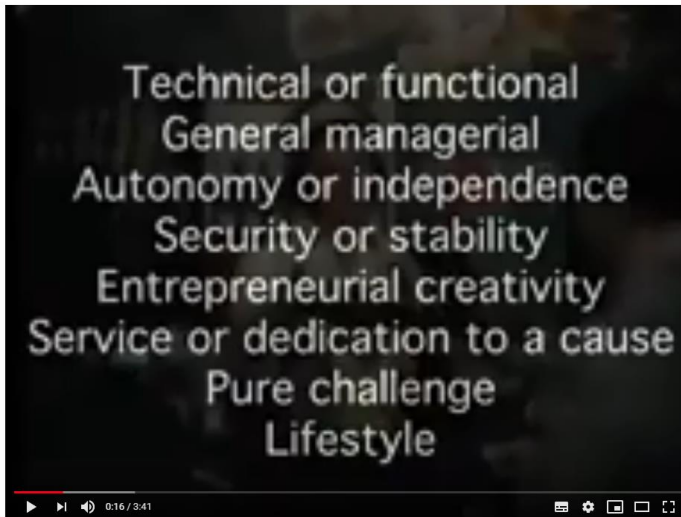 Technical or functional
General managerial
Autonomy or independence
Security or stability
Entrepreneurial creativity
Service or dedication to a cause
Pure challenge
Lifestyle
0:16 / 3:41